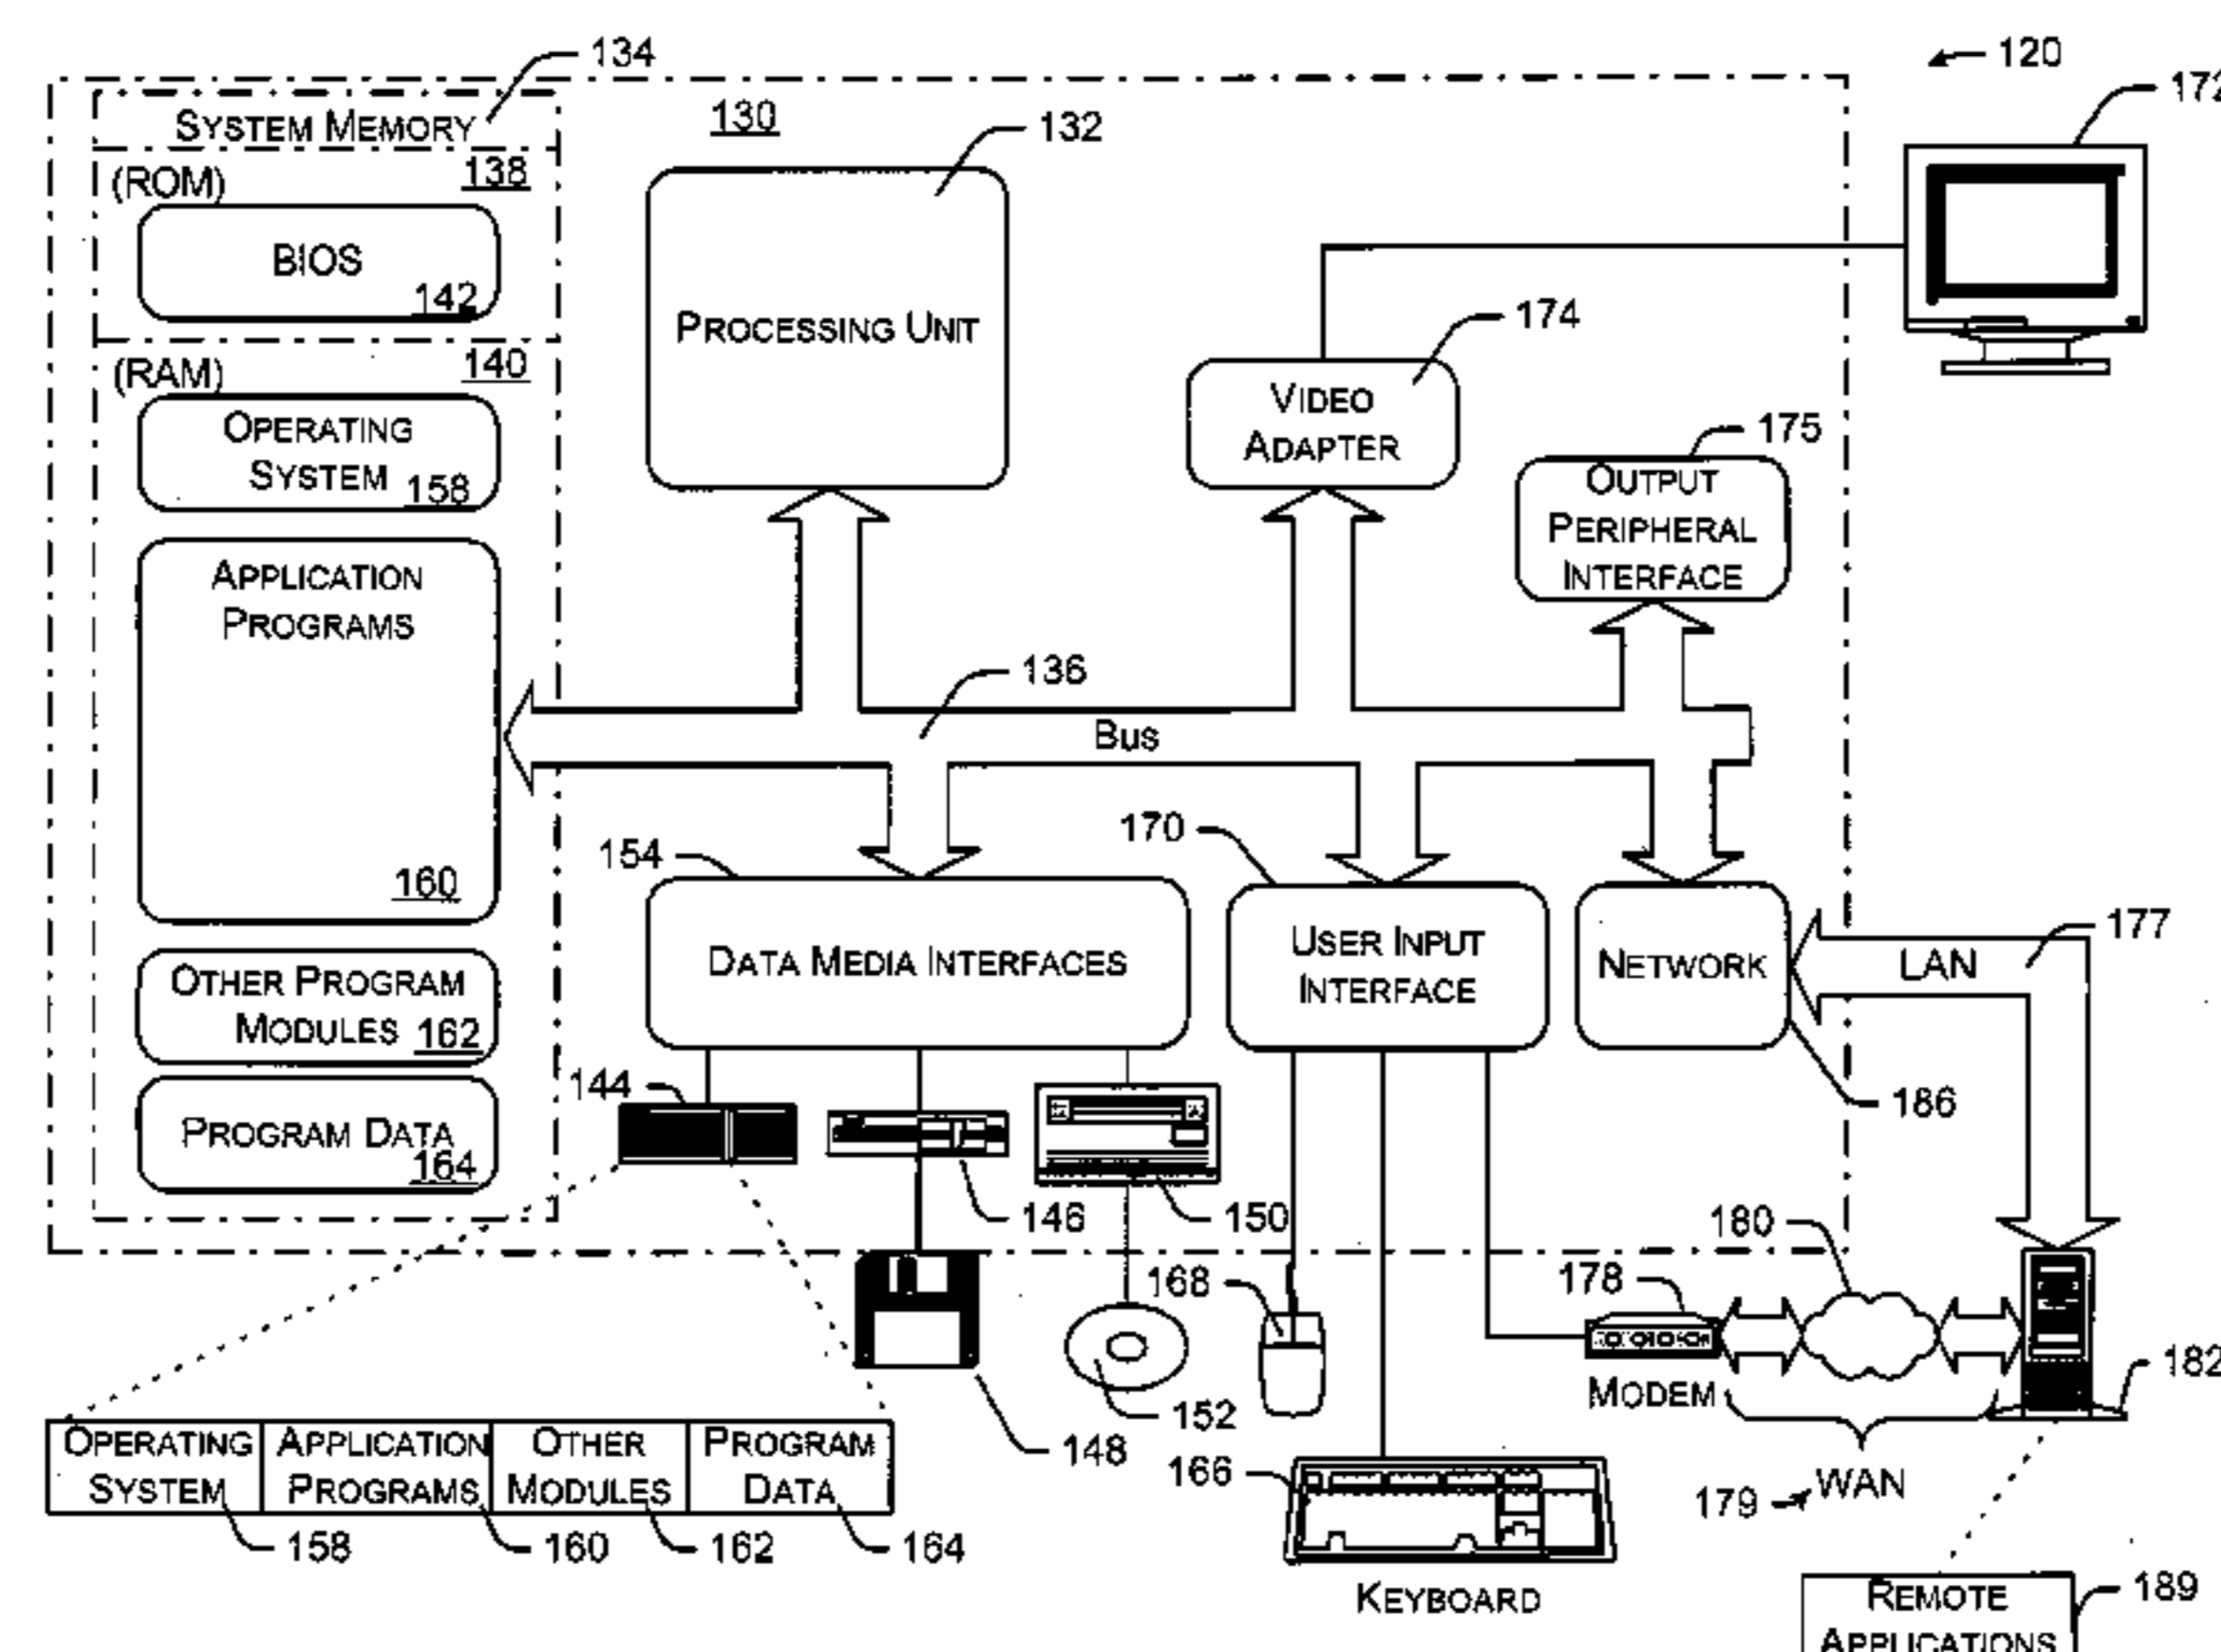 134
120
172
SYSTEM MEMORY
130
132
(ROM)
138
BIOS
142
PROCESSING UNIT
174
(RAM)
140
VIDEO
ADAPTER
OPERATING
SYSTEM
158
175
OUTPUT
PERIPHERAL
INTERFACE
APPLICATION
PROGRAMS
160
136
BUS
154
170
177
DATA MEDIA INTERFACES
USER INPUT
INTERFACE
NETWORK
LAN
OTHER PROGRAM
MODULES 162
144
186
PROGRAM DATA
164
146
150
180
168
178
182
MODEM
152
148
166
179
WAN
OPERATING
SYSTEM
APPLICATION
PROGRAMS
OTHER
MODULES
PROGRAM
DATA
158
160
162
164
KEYBOARD
189
REMOTE
APPLICATIONS